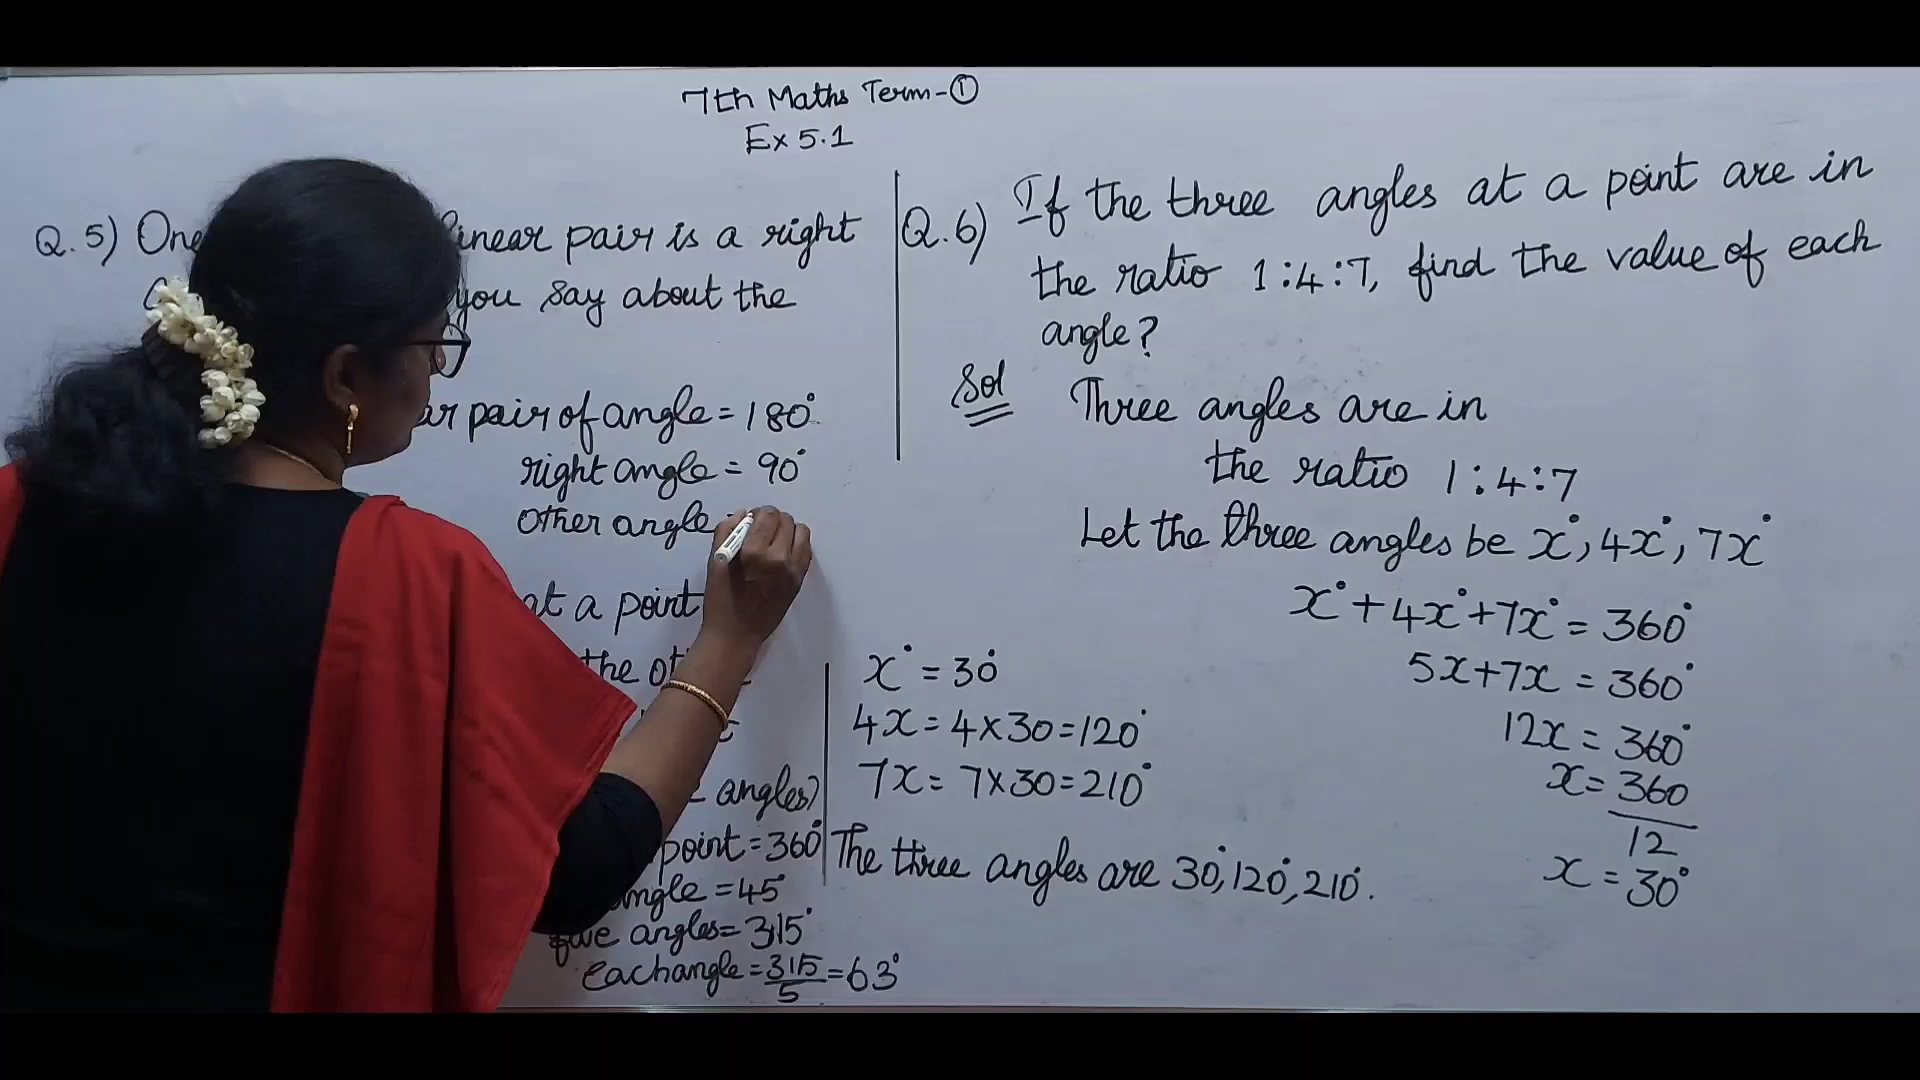 7th Maths Term-①
Ex 5.1
Q.5) One linear pair is a right
you say about the
pair of angle = 180°
right angle = 90°
other angle
at a point
the
angles)
point = 360°
angle = 45°
five angles = 315°
each angle = 315/5 = 63°
Q.6) If the three angles at a point are in
the ratio 1:4:7, find the value of each
angle?
Sol Three angles are in
the ratio 1:4:7
Let the three angles be x°, 4x°, 7x°
x° + 4x° + 7x° = 360°
5x + 7x = 360°
12x = 360°
x = 360
12
x = 30°
x° = 30°
4x = 4×30 = 120°
7x = 7×30 = 210°
The three angles are 30°, 120°, 210°.